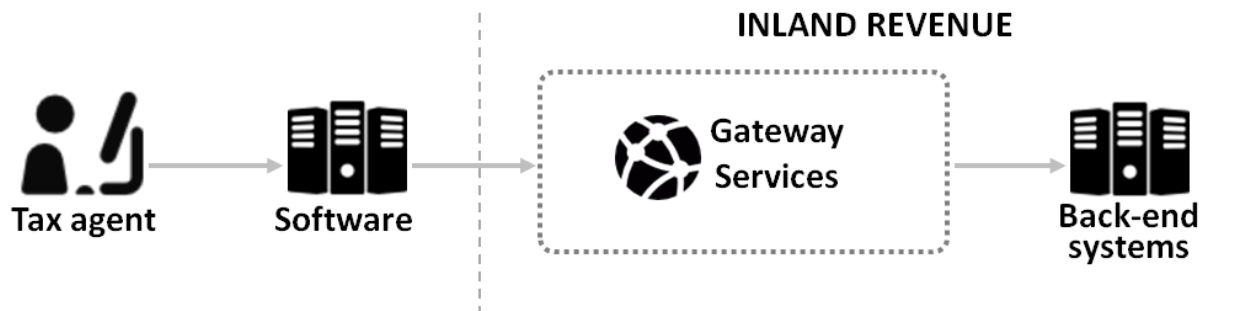 INLAND REVENUE
Gateway
Services
Tax agent
Software
Back-end
systems